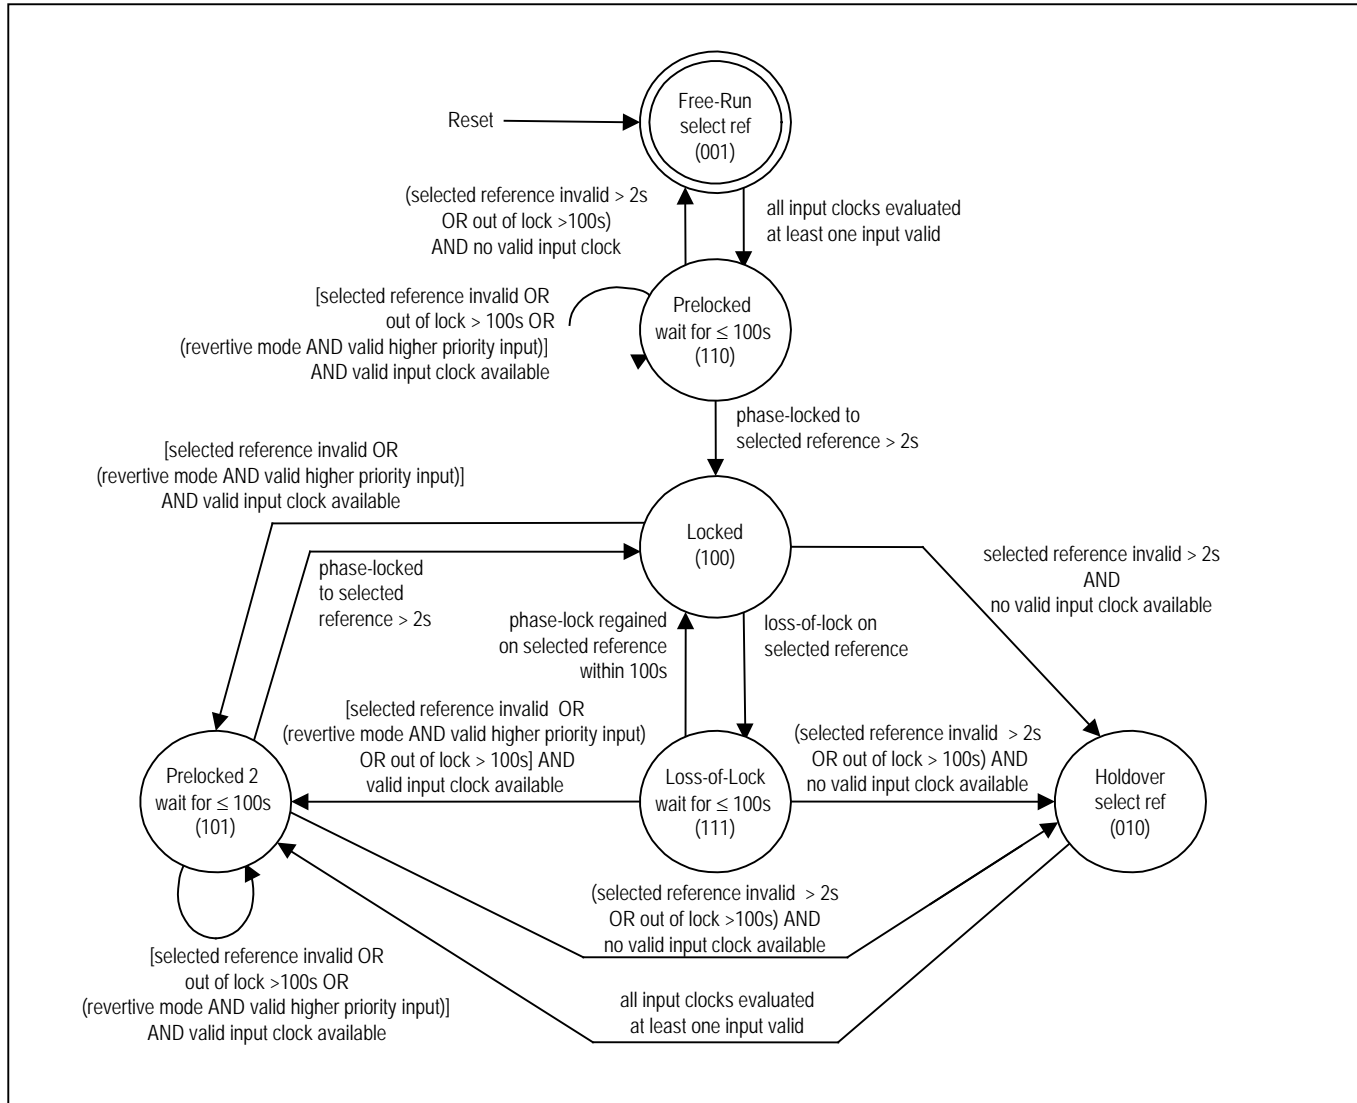 Free-Run
select ref
(001)
Reset
(selected reference invalid > 2s
OR out of lock >100s)
AND no valid input clock
all input clocks evaluated
at least one input valid
[selected reference invalid OR
out of lock > 100s OR
(revertive mode AND valid higher priority input)]
AND valid input clock available
Prelocked
wait for ≤ 100s
(110)
phase-locked to
selected reference > 2s
[selected reference invalid OR
(revertive mode AND valid higher priority input)]
AND valid input clock available
Locked
(100)
phase-locked
to selected
reference > 2s
selected reference invalid > 2s
AND
no valid input clock available
phase-lock regained
on selected reference
within 100s
loss-of-lock on
selected reference
[selected reference invalid OR
(revertive mode AND valid higher priority input)
OR out of lock > 100s] AND
valid input clock available
(selected reference invalid > 2s
OR out of lock > 100s) AND
no valid input clock available
Prelocked 2
wait for ≤ 100s
(101)
Loss-of-Lock
wait for ≤ 100s
(111)
Holdover
select ref
(010)
(selected reference invalid > 2s
OR out of lock >100s) AND
no valid input clock available
[selected reference invalid OR
out of lock >100s OR
(revertive mode AND valid higher priority input)]
AND valid input clock available
all input clocks evaluated
at least one input valid